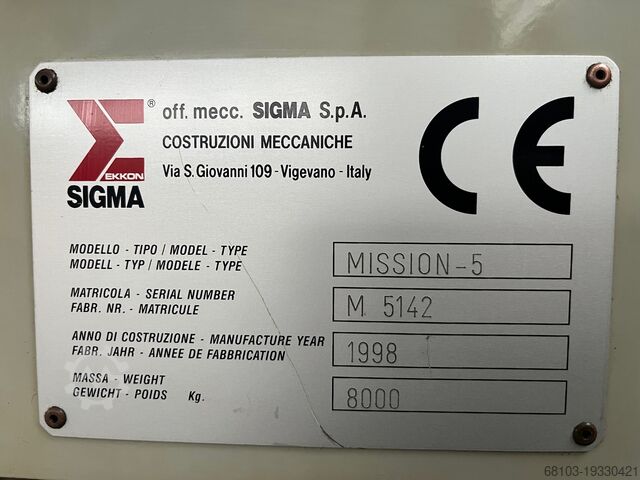 ® off. mecc. SIGMA S.p.A.
COSTRUZIONI MECCANICHE
Via S. Giovanni 109 - Vigevano - Italy
EKKON
SIGMA
CE
MODELLO - TIPO / MODEL - TYPE
MODELL - TYP / MODELE - TYPE
MISSION-5
MATRICOLA - SERIAL NUMBER
FABR. NR. - MATRICULE
M 5142
ANNO DI COSTRUZIONE - MANUFACTURE YEAR
FABR. JAHR - ANNEE DE FABBRICATION
1998
MASSA - WEIGHT
GEWICHT - POIDS Kg.
8000
68103-19330421